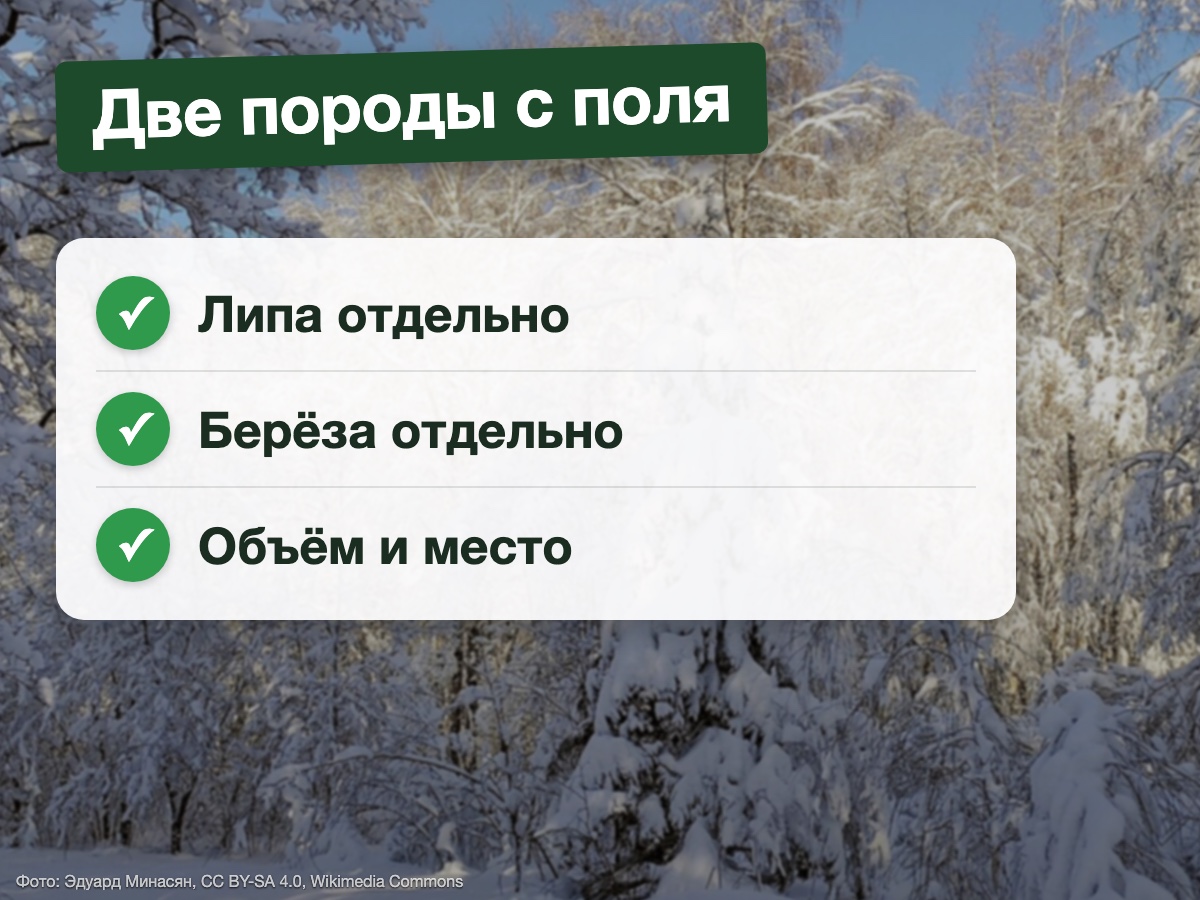 Две породы с поля
Липа отдельно
Берёза отдельно
Объём и место
Фото: Эдуард Минасян, CC BY-SA 4.0, Wikimedia Commons